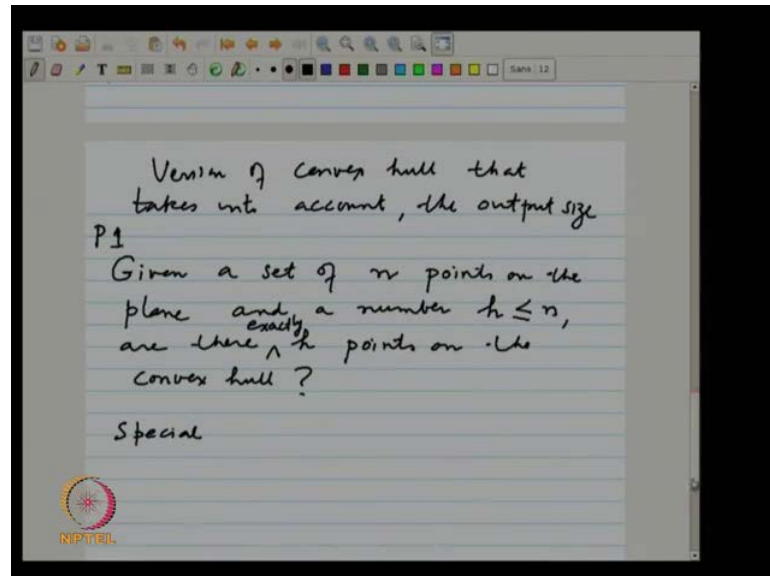 T
Sans 12
Version of convex hull that
takes into account, the output size
P1
Given a set of n points on the
plane and a number h ≤ n,
are there exactly h points on the
convex hull ?
Special
NPTEL